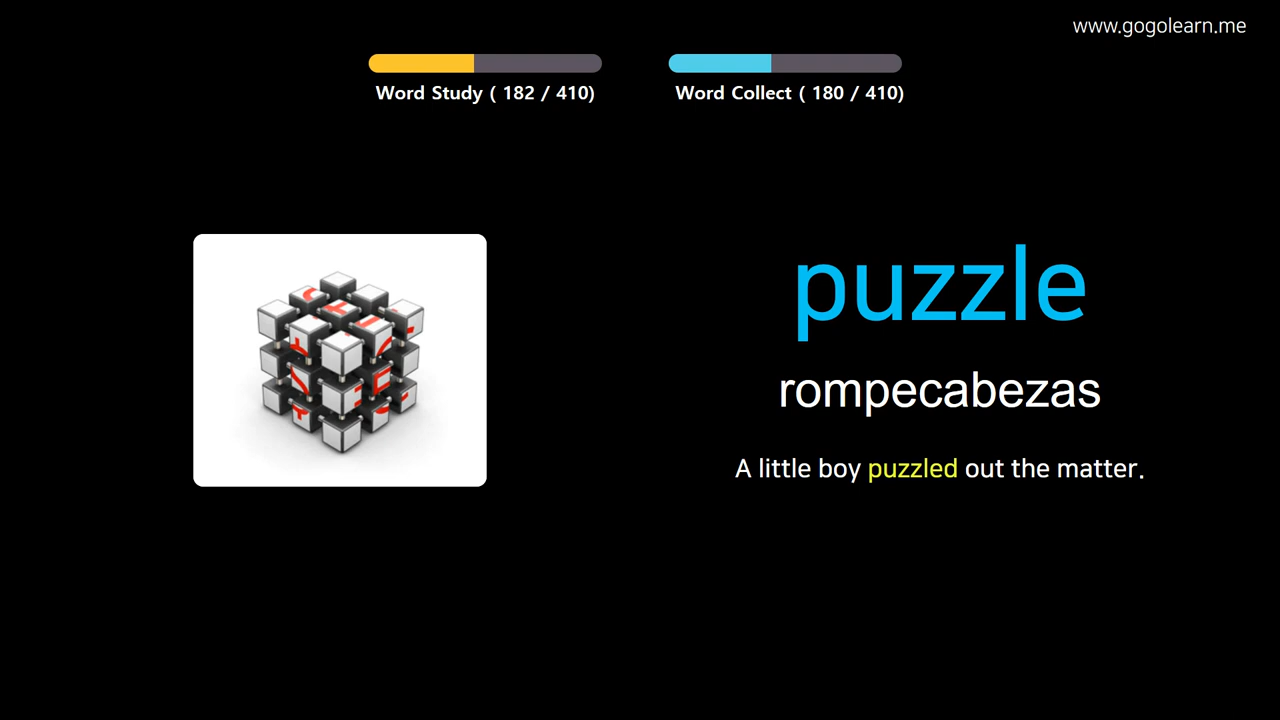 www.gogolearn.me
Word Study ( 182 / 410)
Word Collect ( 180 / 410)
puzzle
rompecabezas
A little boy puzzled out the matter.